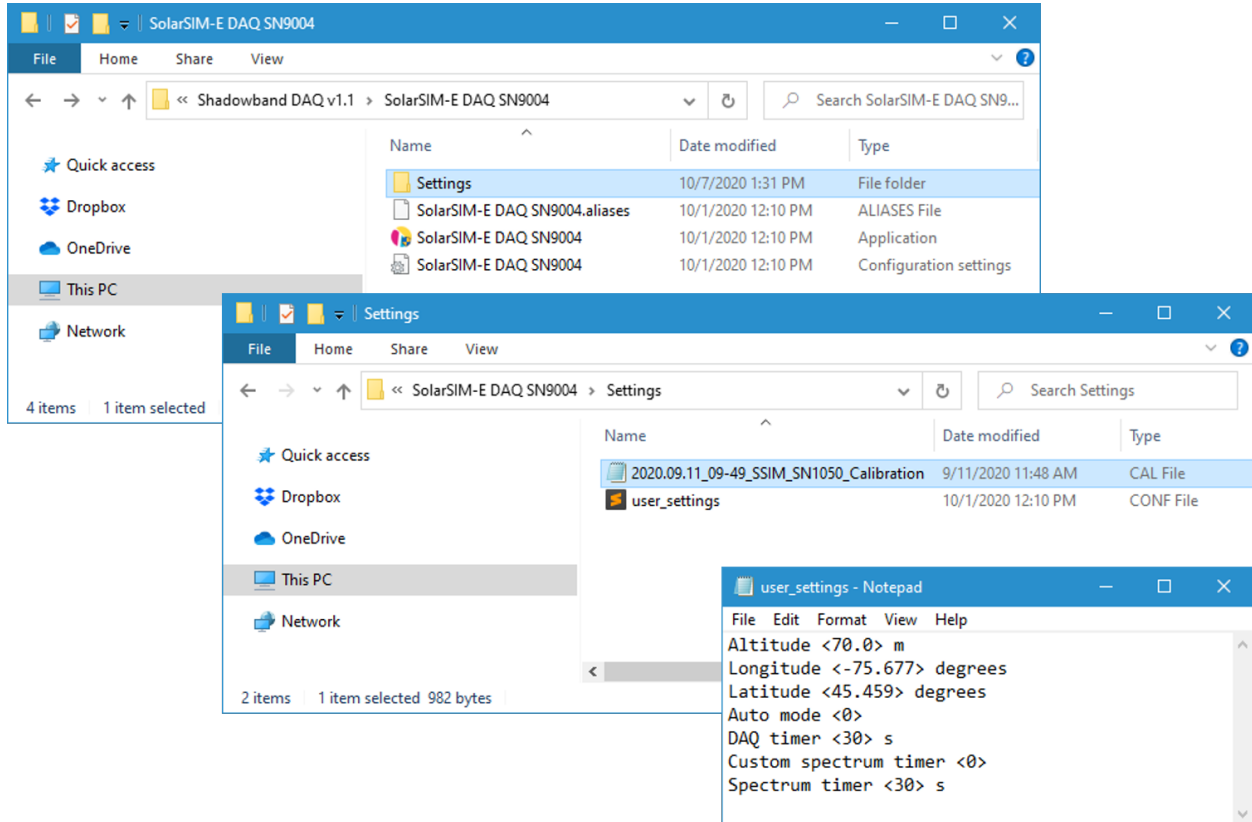 SolarSIM-E DAQ SN9004
File Home Share View
« Shadowband DAQ v1.1 > SolarSIM-E DAQ SN9004 Search SolarSIM-E DAQ SN9...
Name Date modified Type
Quick access
Dropbox
OneDrive
This PC
Network
Settings 10/7/2020 1:31 PM File folder
SolarSIM-E DAQ SN9004.aliases 10/1/2020 12:10 PM ALIASES File
SolarSIM-E DAQ SN9004 10/1/2020 12:10 PM Application
SolarSIM-E DAQ SN9004 10/1/2020 12:10 PM Configuration settings
4 items 1 item selected
Settings
File Home Share View
« SolarSIM-E DAQ SN9004 > Settings Search Settings
Name Date modified Type
Quick access
Dropbox
OneDrive
This PC
Network
2020.09.11_09-49_SSIM_SN1050_Calibration 9/11/2020 11:48 AM CAL File
user_settings 10/1/2020 12:10 PM CONF File
2 items 1 item selected 982 bytes
user_settings - Notepad
File Edit Format View Help
Altitude <70.0> m
Longitude <-75.677> degrees
Latitude <45.459> degrees
Auto mode <0>
DAQ timer <30> s
Custom spectrum timer <0>
Spectrum timer <30> s